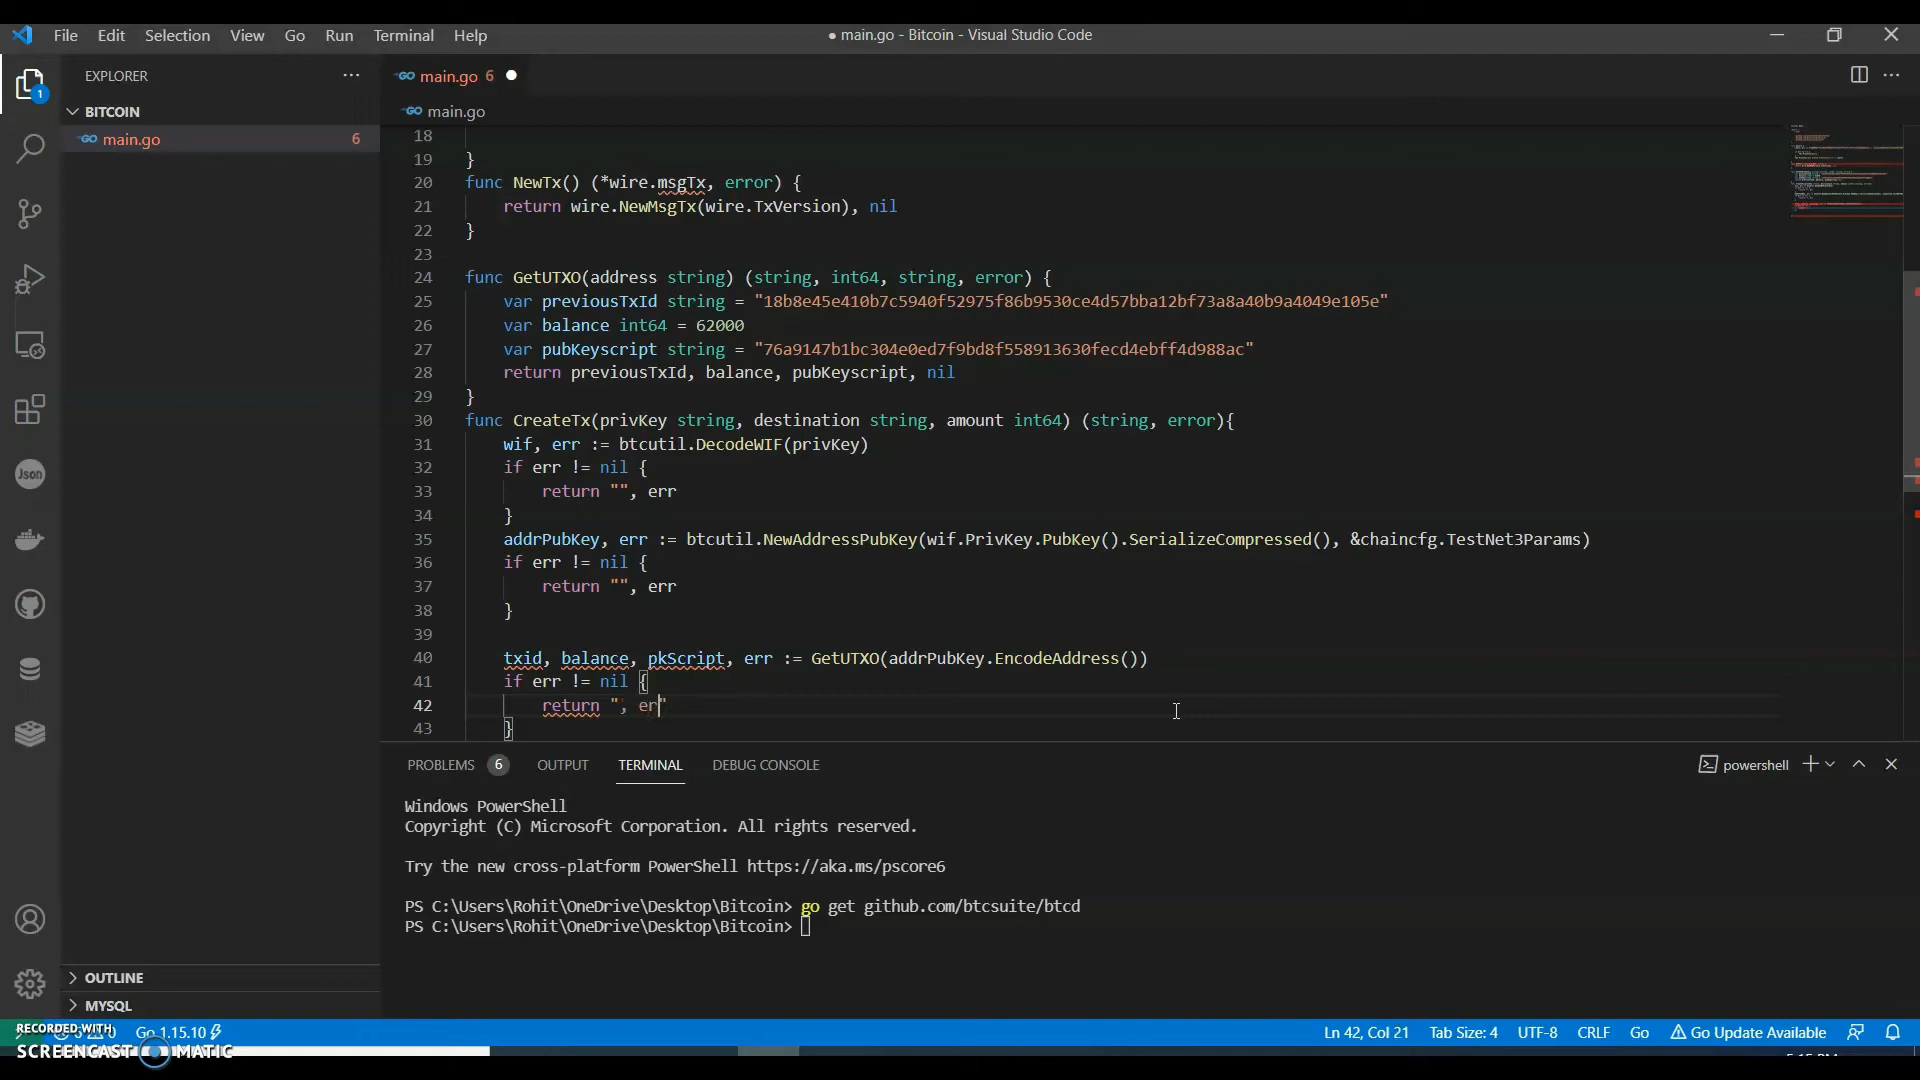 File Edit Selection View Go Run Terminal Help
● main.go - Bitcoin - Visual Studio Code
EXPLORER
main.go 6
BITCOIN
main.go
main.go 6
1
Json
18
19 }
20 func NewTx() (*wire.msgTx, error) {
21 return wire.NewMsgTx(wire.TxVersion), nil
22 }
23
24 func GetUTXO(address string) (string, int64, string, error) {
25 var previousTxId string = "18b8e45e410b7c5940f52975f86b9530ce4d57bba12bf73a8a40b9a4049e105e"
26 var balance int64 = 62000
27 var pubKeyscript string = "76a9147b1bc304e0ed7f9bd8f558913630fecd4ebff4d988ac"
28 return previousTxId, balance, pubKeyscript, nil
29 }
30 func CreateTx(privKey string, destination string, amount int64) (string, error){
31 wif, err := btcutil.DecodeWIF(privKey)
32 if err != nil {
33 return "", err
34 }
35 addrPubKey, err := btcutil.NewAddressPubKey(wif.PrivKey.PubKey().SerializeCompressed(), &chaincfg.TestNet3Params)
36 if err != nil {
37 return "", err
38 }
39
40 txid, balance, pkScript, err := GetUTXO(addrPubKey.EncodeAddress())
41 if err != nil {
42 return ", er"
43 }
PROBLEMS 6 OUTPUT TERMINAL DEBUG CONSOLE
powershell
Windows PowerShell
Copyright (C) Microsoft Corporation. All rights reserved.
Try the new cross-platform PowerShell https://aka.ms/pscore6
PS C:\Users\Rohit\OneDrive\Desktop\Bitcoin> go get github.com/btcsuite/btcd
PS C:\Users\Rohit\OneDrive\Desktop\Bitcoin>
OUTLINE
MYSQL
RECORDED WITH
SCREENCAST MATIC
Go 1.15.10
Ln 42, Col 21 Tab Size: 4 UTF-8 CRLF Go Go Update Available